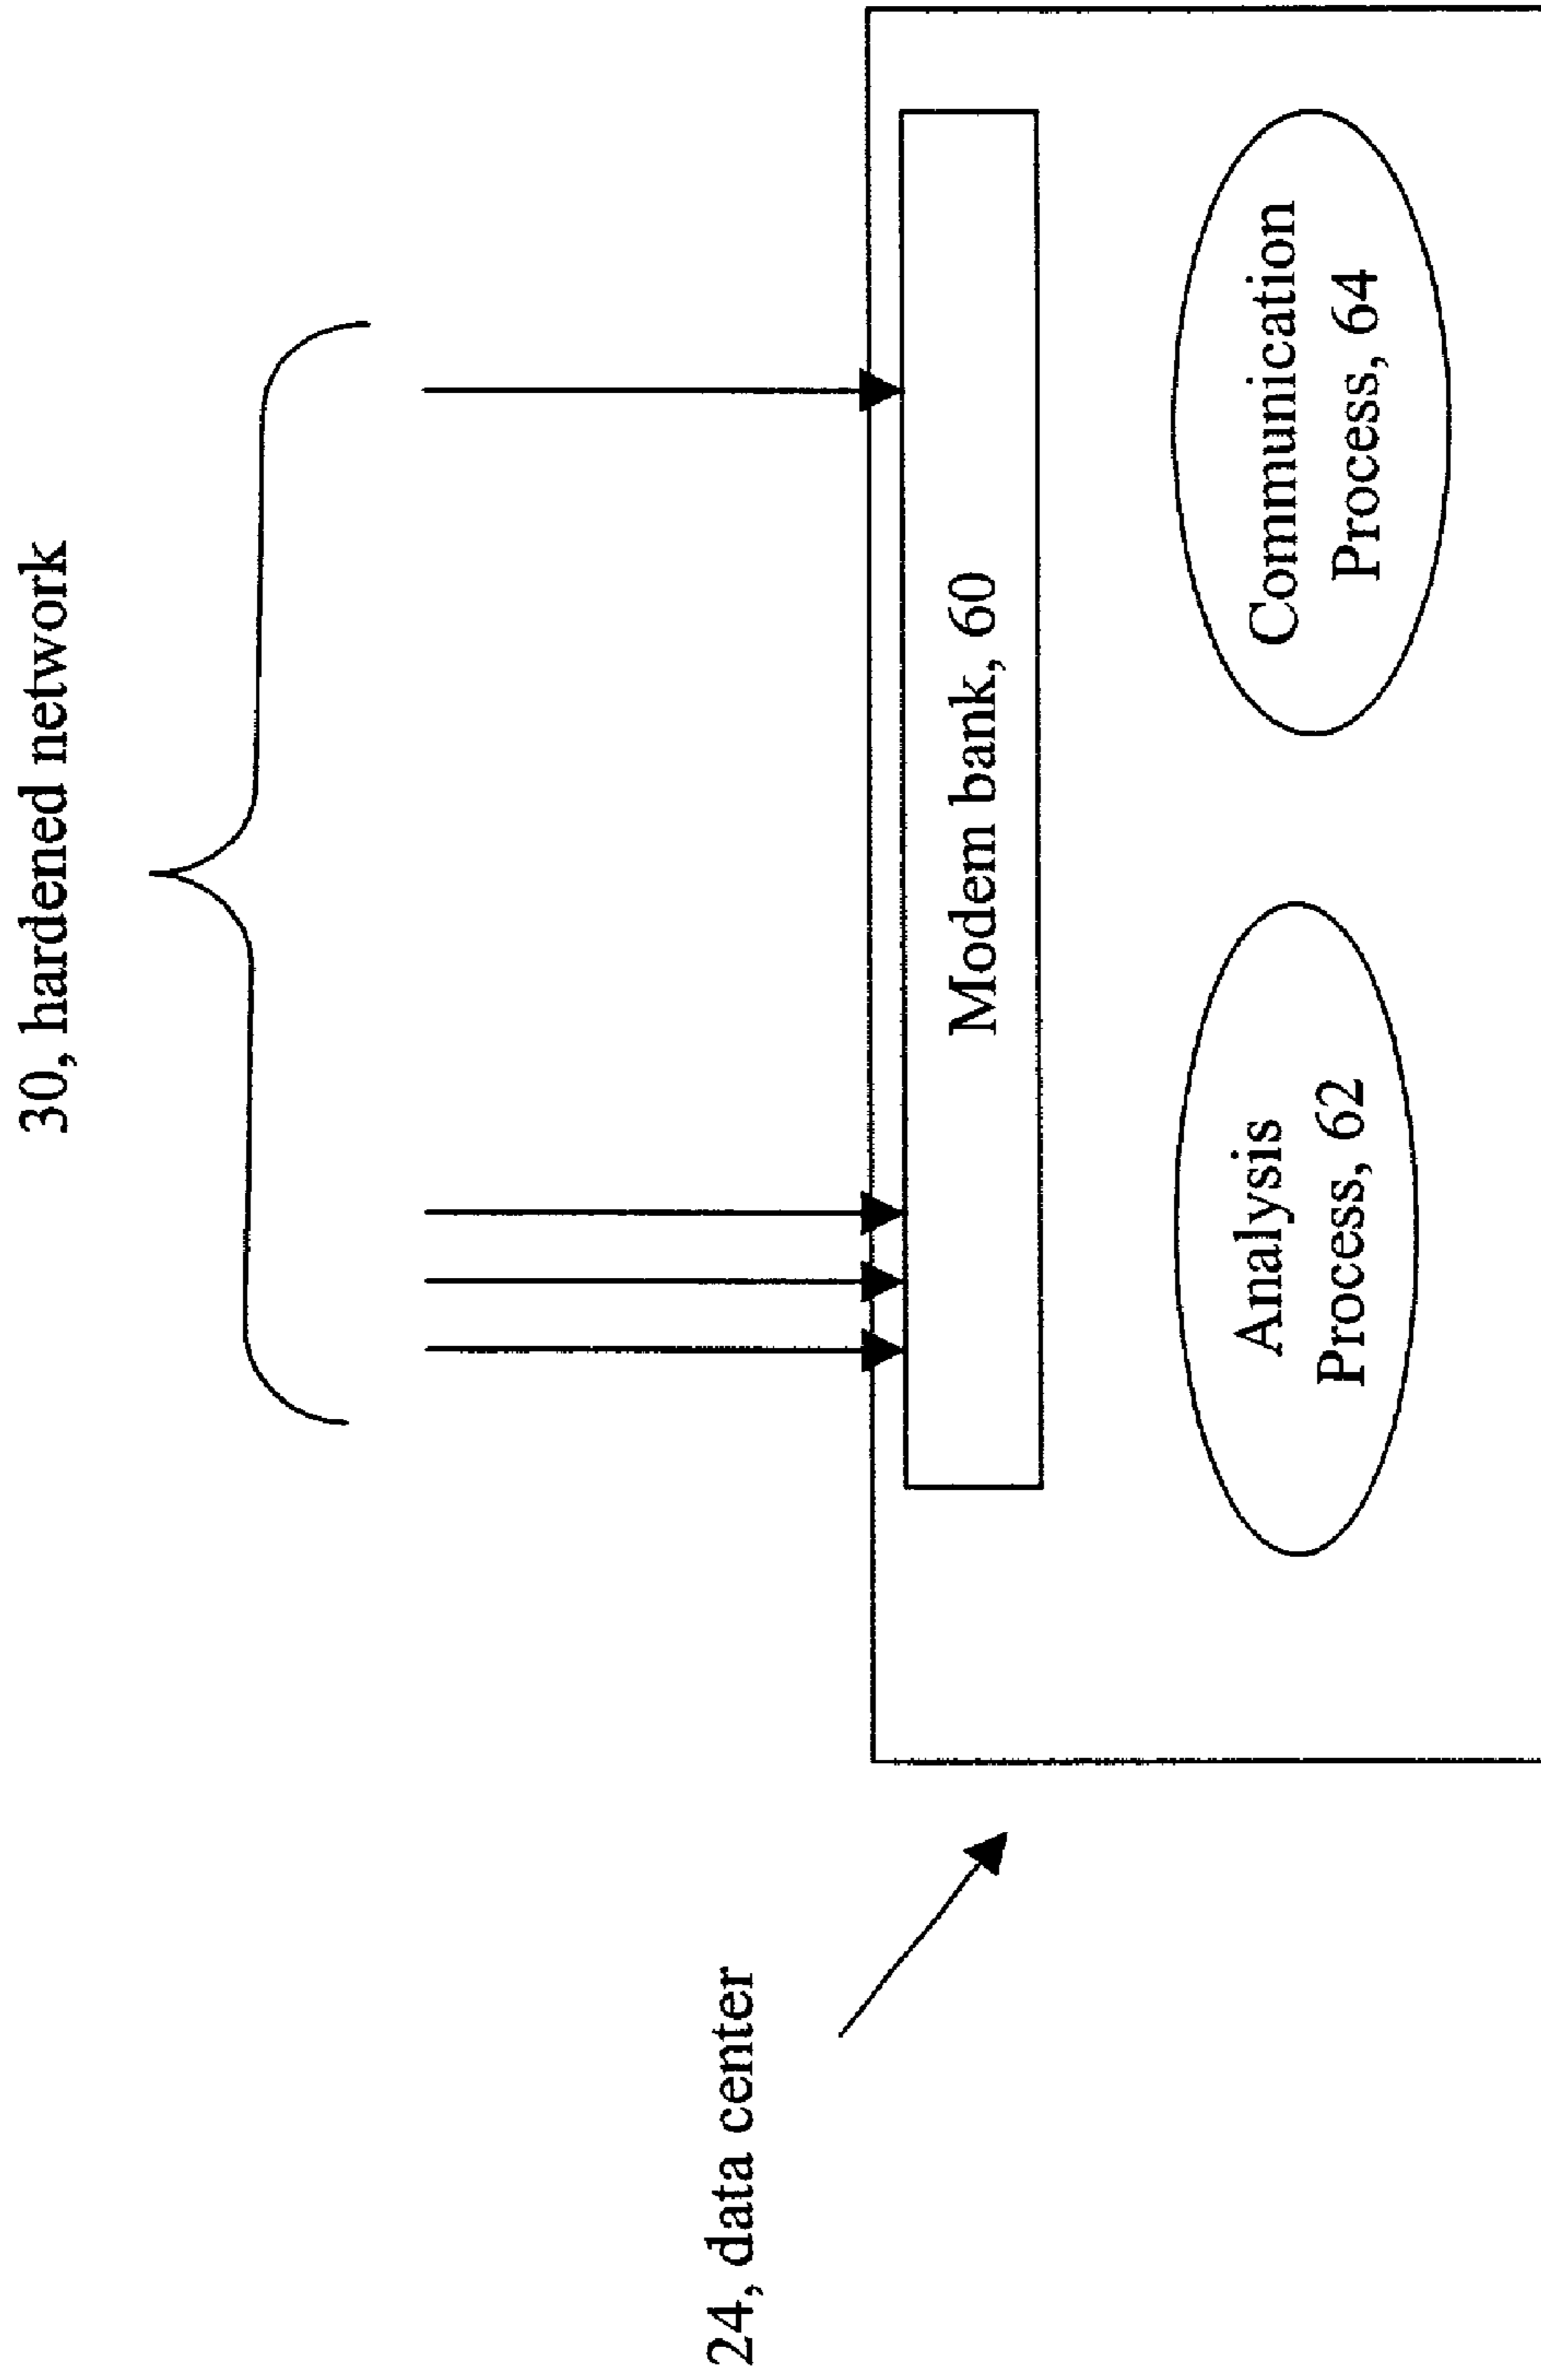 30, hardened network
24, data center
Modem bank, 60
Analysis
Process, 62
Communication
Process, 64